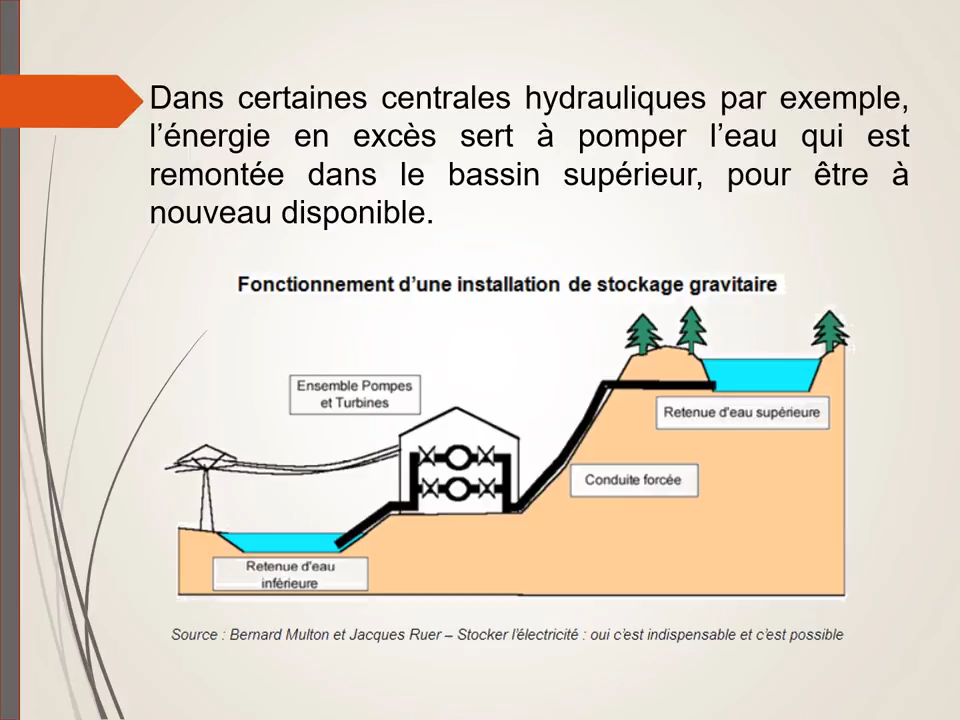 Dans certaines centrales hydrauliques par exemple,
l’énergie en excès sert à pomper l’eau qui est
remontée dans le bassin supérieur, pour être à
nouveau disponible.
Fonctionnement d’une installation de stockage gravitaire
Ensemble Pompes
et Turbines
Retenue d'eau supérieure
Conduite forcée
Retenue d'eau
inférieure
Source : Bernard Multon et Jacques Ruer – Stocker l’électricité : oui c’est indispensable et c’est possible